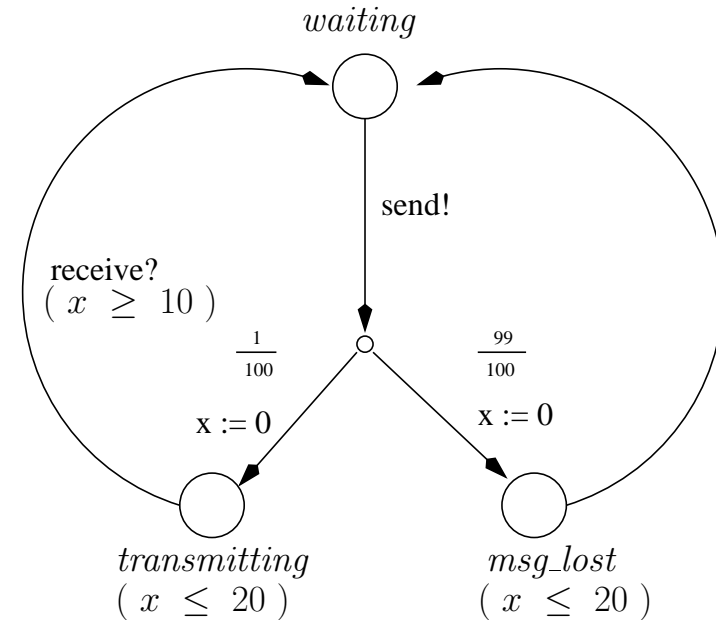 waiting
send!
receive?
( x ≥ 10 )
1/100
99/100
x := 0
x := 0
transmitting
( x ≤ 20 )
msg_lost
( x ≤ 20 )